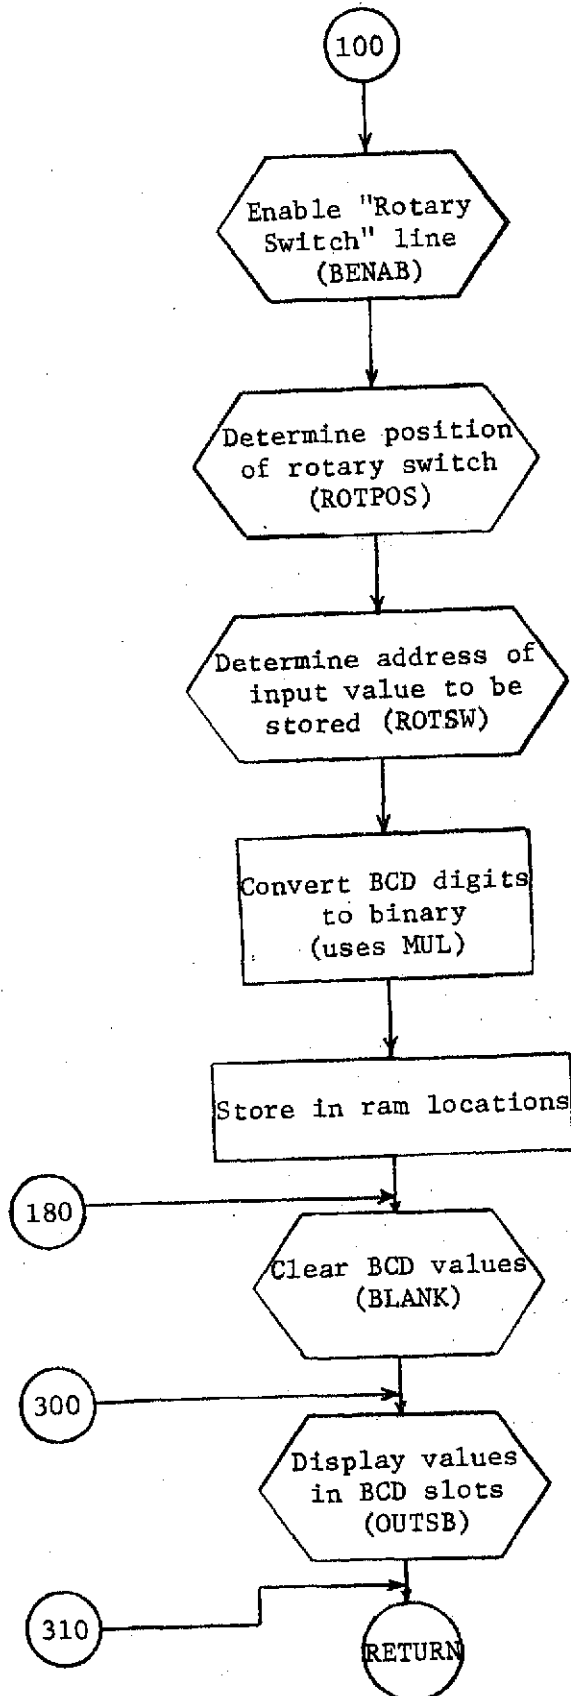 100
Enable "Rotary
Switch" line
(BENAB)
Determine position
of rotary switch
(ROTPOS)
Determine address of
input value to be
stored (ROTSW)
Convert BCD digits
to binary
(uses MUL)
Store in ram locations
180
Clear BCD values
(BLANK)
300
Display values
in BCD slots
(OUTSB)
310
RETURN